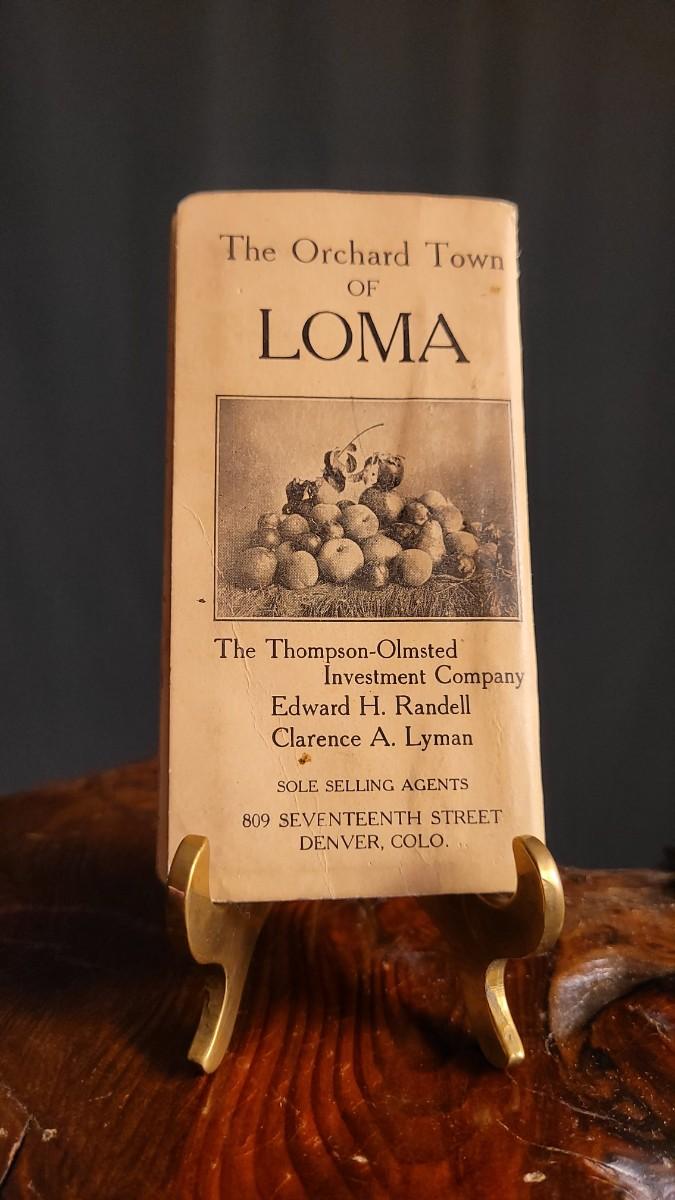 The Orchard Town
OF
LOMA
The Thompson-Olmsted
Investment Company
Edward H. Randell
Clarence A. Lyman
SOLE SELLING AGENTS
809 SEVENTEENTH STREET
DENVER, COLO.